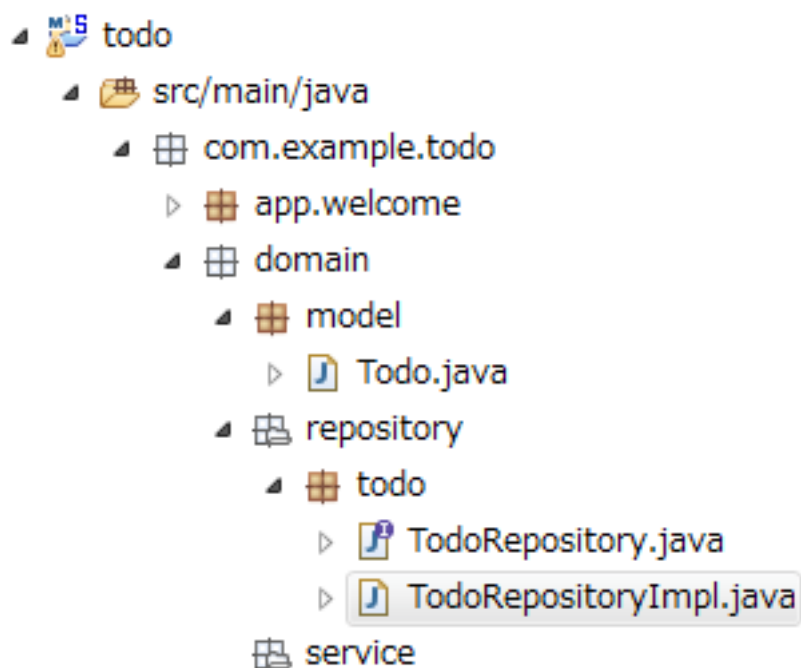 todo
src/main/java
com.example.todo
app.welcome
domain
model
Todo.java
repository
todo
TodoRepository.java
TodoRepositoryImpl.java
service